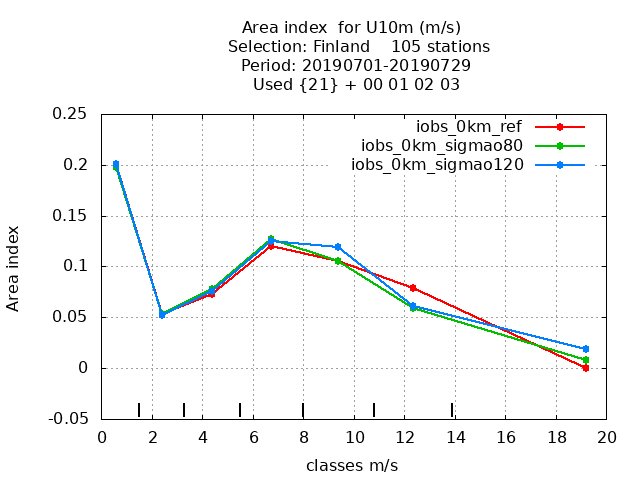 Area index  for U10m (m/s)
Selection: Finland    105 stations
Period: 20190701-20190729
Used {21} + 00 01 02 03
0.25
0.2
0.15
0.1
0.05
0
-0.05
Area index
iobs_0km_ref
iobs_0km_sigmao80
iobs_0km_sigmao120
0 2 4 6 8 10 12 14 16 18 20
classes m/s